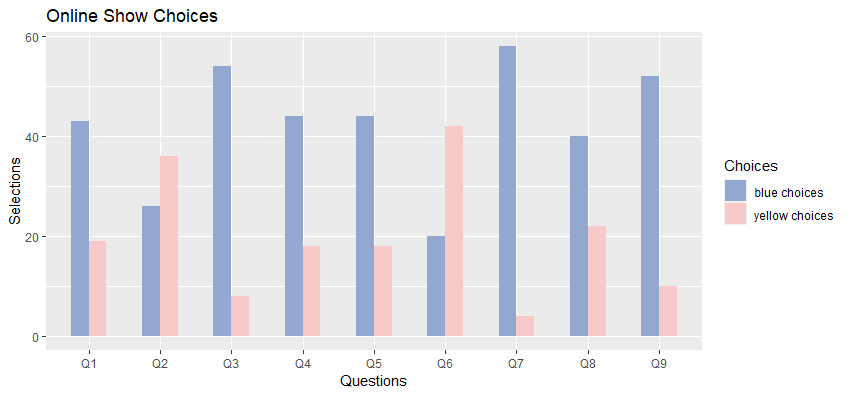 Online Show Choices
60
40
20
0
Selections
Q1 Q2 Q3 Q4 Q5 Q6 Q7 Q8 Q9
Questions
Choices
blue choices
yellow choices